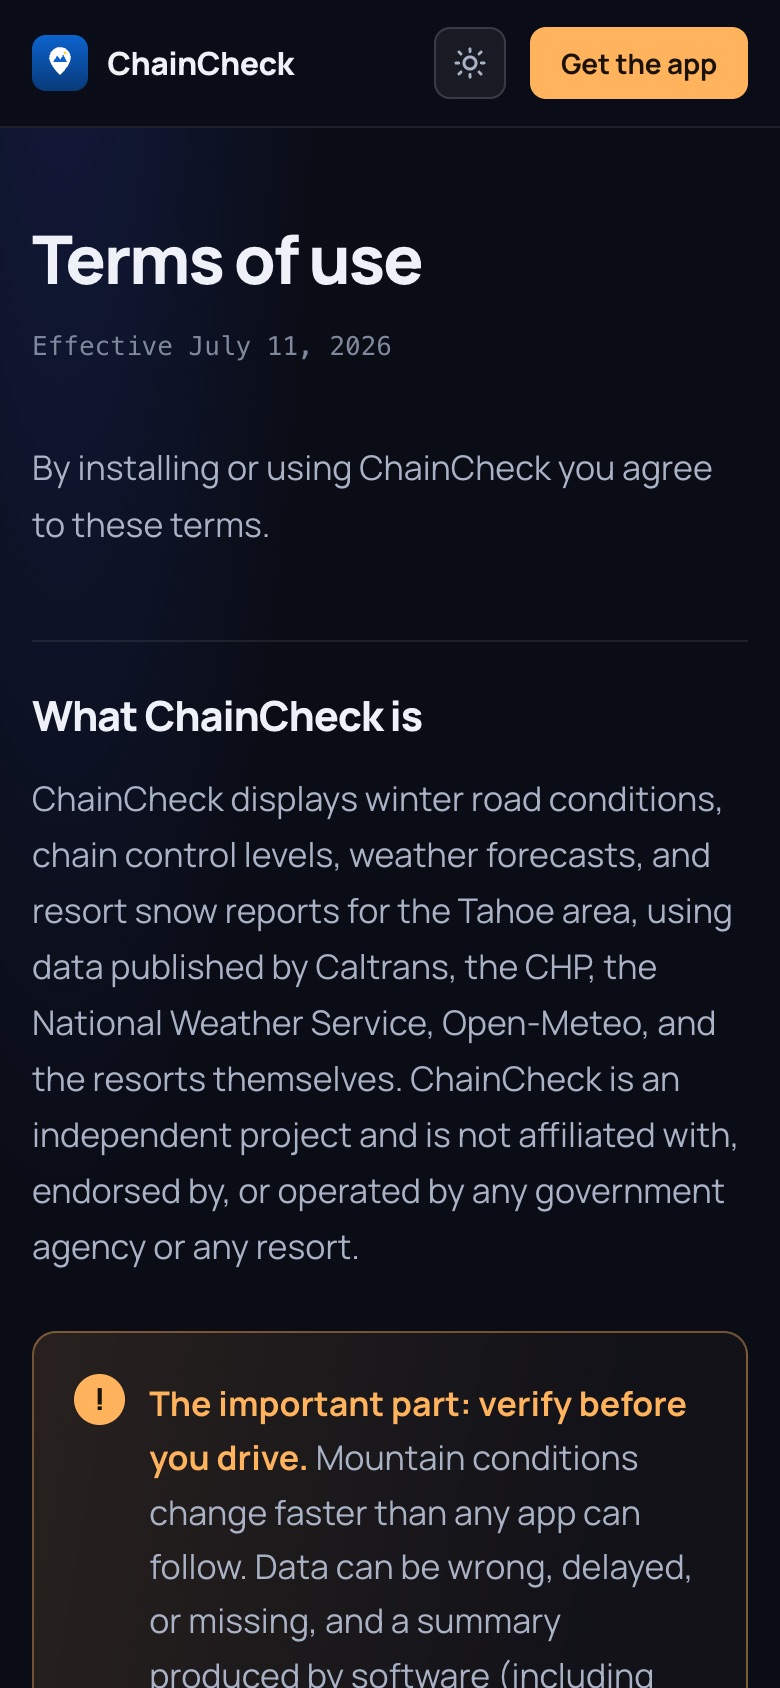 ChainCheck
Get the app
Terms of use
Effective July 11, 2026
By installing or using ChainCheck you agree
to these terms.
What ChainCheck is
ChainCheck displays winter road conditions,
chain control levels, weather forecasts, and
resort snow reports for the Tahoe area, using
data published by Caltrans, the CHP, the
National Weather Service, Open-Meteo, and
the resorts themselves. ChainCheck is an
independent project and is not affiliated with,
endorsed by, or operated by any government
agency or any resort.
!
The important part: verify before
you drive. Mountain conditions
change faster than any app can
follow. Data can be wrong, delayed,
or missing, and a summary
produced by software (including